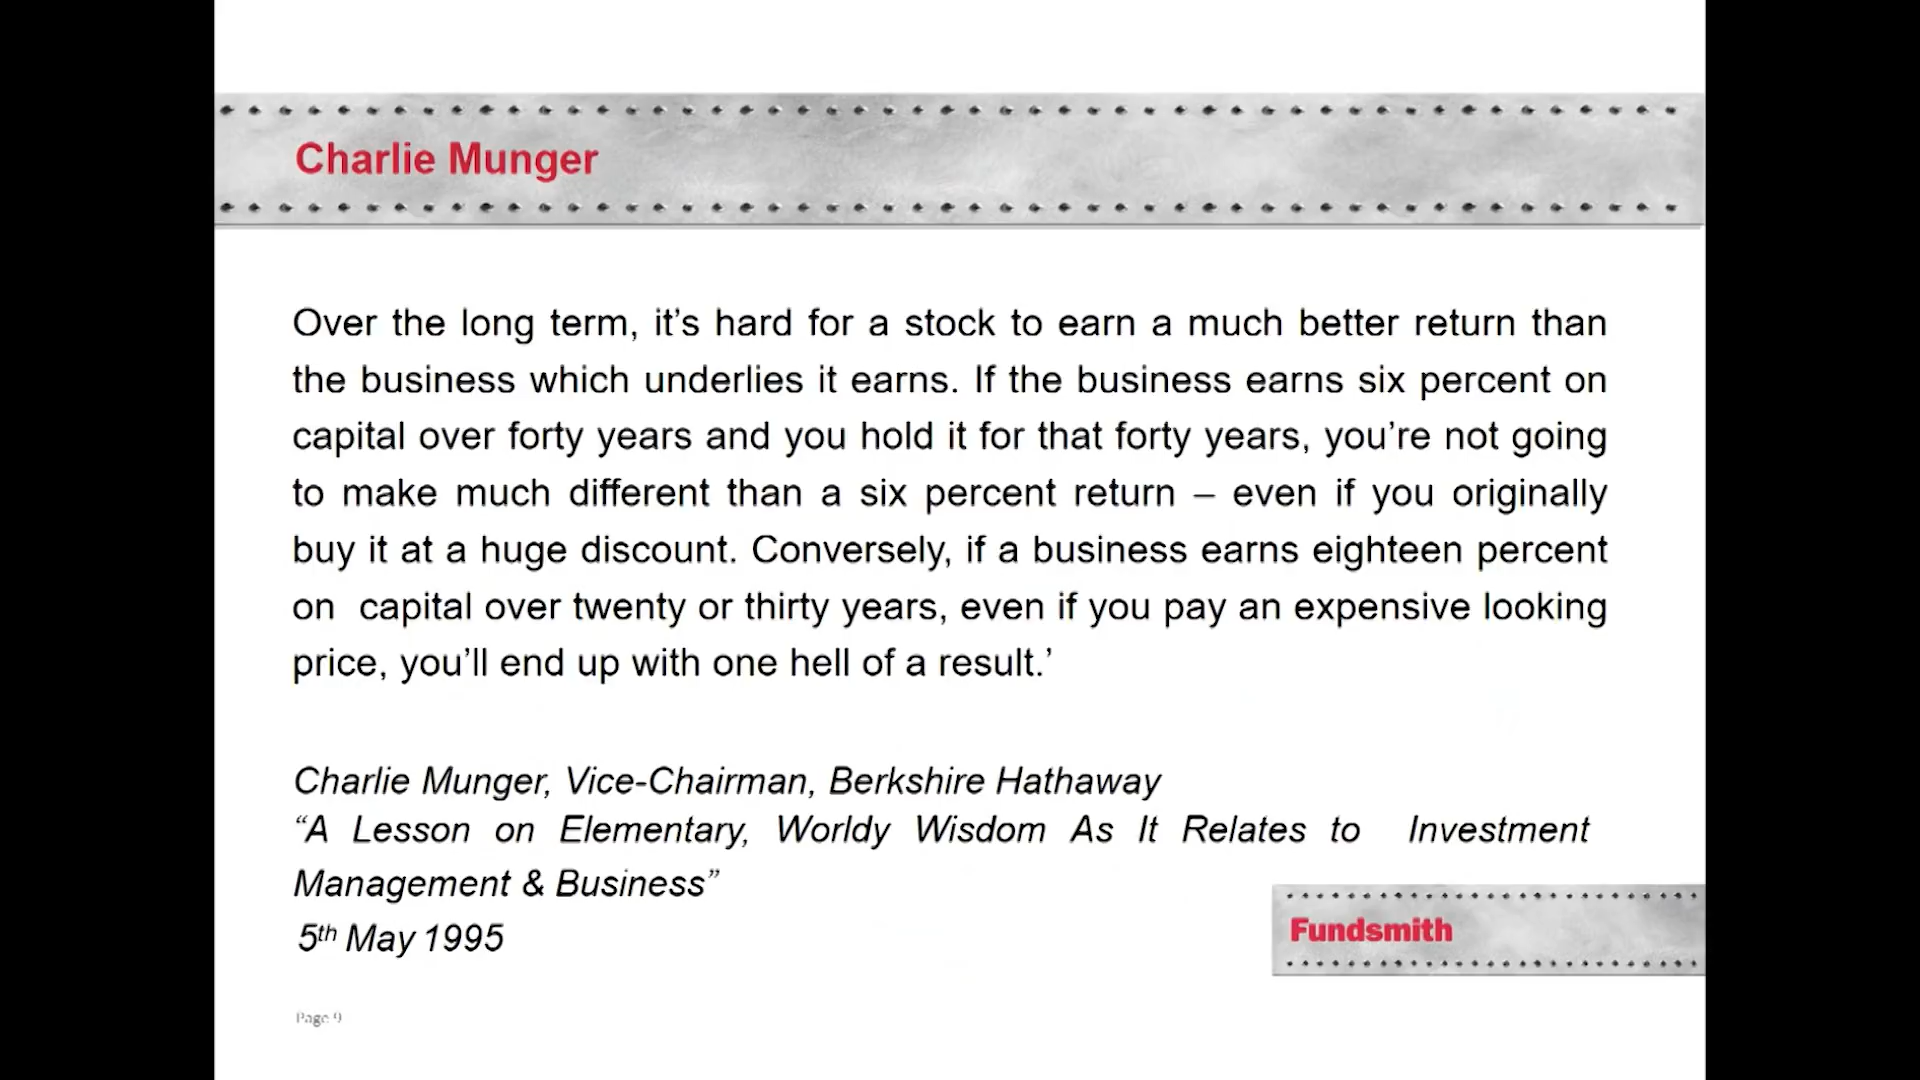 Charlie Munger
Over the long term, it’s hard for a stock to earn a much better return than
the business which underlies it earns. If the business earns six percent on
capital over forty years and you hold it for that forty years, you’re not going
to make much different than a six percent return – even if you originally
buy it at a huge discount. Conversely, if a business earns eighteen percent
on capital over twenty or thirty years, even if you pay an expensive looking
price, you’ll end up with one hell of a result.’
Charlie Munger, Vice-Chairman, Berkshire Hathaway
“A Lesson on Elementary, Worldy Wisdom As It Relates to Investment
Management & Business”
5th May 1995
Fundsmith
Page 9